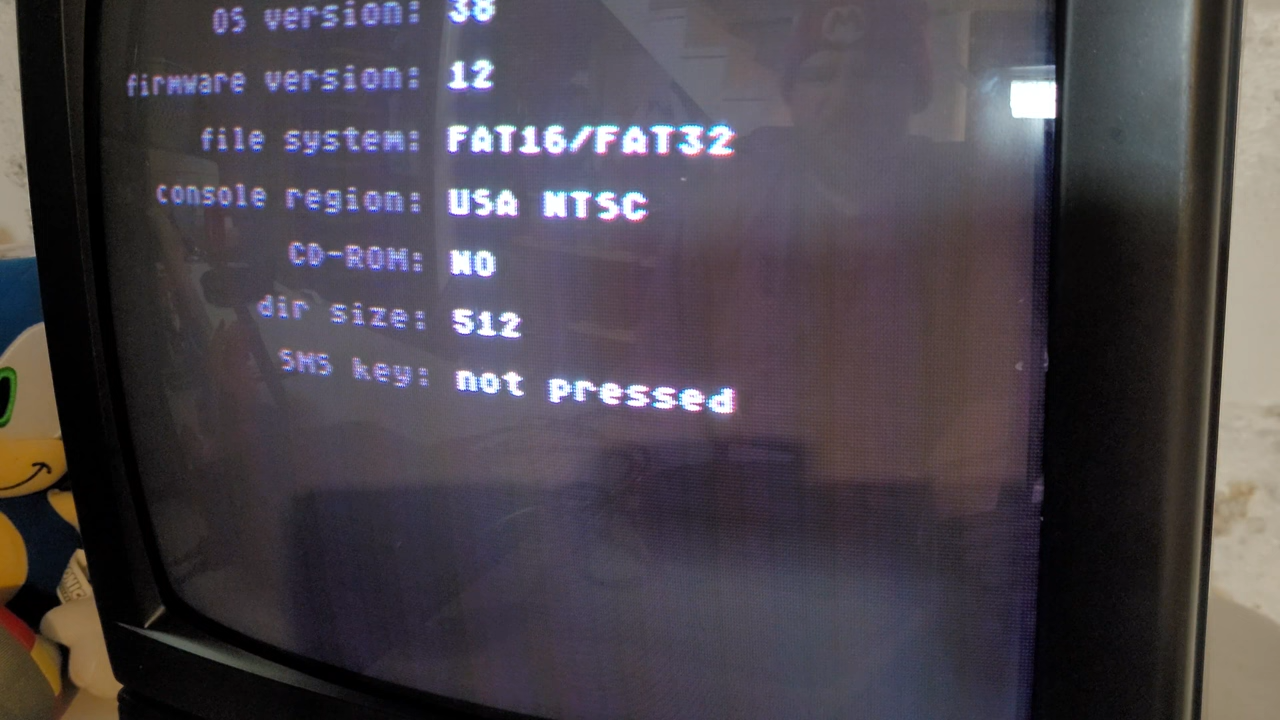 OS version: 38
firmware version: 12
file system: FAT16/FAT32
console region: USA NTSC
CD-ROM: NO
dir size: 512
SMS key: not pressed
M